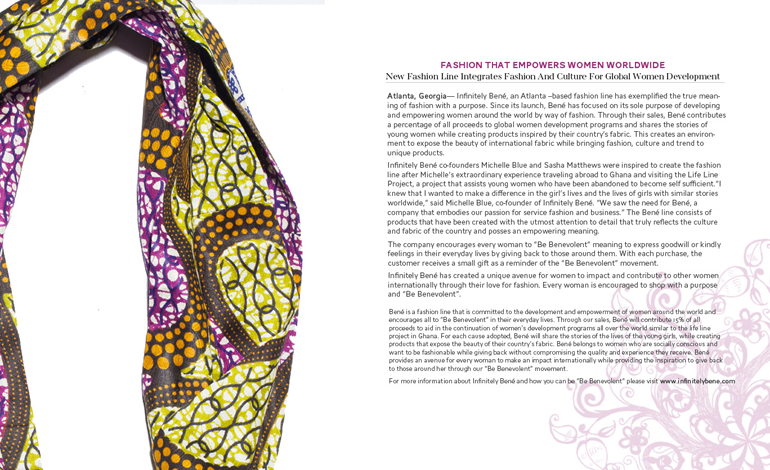 FASHION THAT EMPOWERS WOMEN WORLDWIDE
New Fashion Line Integrates Fashion And Culture For Global Women Development
Atlanta, Georgia— Infinitely Bené, an Atlanta –based fashion line has exemplified the true mean-
ing of fashion with a purpose. Since its launch, Bené has focused on its sole purpose of developing
and empowering women around the world by way of fashion. Through their sales, Bené contributes
a percentage of all proceeds to global women development programs and shares the stories of
young women while creating products inspired by their country's fabric. This creates an environ-
ment to expose the beauty of international fabric while bringing fashion, culture and trend to
unique products.
Infinitely Bené co-founders Michelle Blue and Sasha Matthews were inspired to create the fashion
line after Michelle's extraordinary experience traveling abroad to Ghana and visiting the Life Line
Project, a project that assists young women who have been abandoned to become self sufficient."I
knew that I wanted to make a difference in the girl's lives and the lives of girls with similar stories
worldwide," said Michelle Blue, co-founder of Infinitely Bené. "We saw the need for Bené, a
company that embodies our passion for service fashion and business." The Bené line consists of
products that have been created with the utmost attention to detail that truly reflects the culture
and fabric of the country and posses an empowering meaning.
The company encourages every woman to "Be Benevolent" meaning to express goodwill or kindly
feelings in their everyday lives by giving back to those around them. With each purchase, the
customer receives a small gift as a reminder of the "Be Benevolent" movement.
Infinitely Bené has created a unique avenue for women to impact and contribute to other women
internationally through their love for fashion. Every woman is encouraged to shop with a purpose
and "Be Benevolent".
Bené is a fashion line that is committed to the development and empowerment of women around the world and
encourages all to "Be Benevolent" in their everyday lives. Through our sales, Bené will contribute 15% of all
proceeds to aid in the continuation of women's development programs all over the world similar to the life line
project in Ghana. For each cause adopted, Bené will share the stories of the lives of the young girls, while creating
products that expose the beauty of their country's fabric. Bené belongs to women who are socially conscious and
want to be fashionable while giving back without compromising the quality and experience they receive. Bené
provides an avenue for every woman to make an impact internationally while providing the inspiration to give back
to those around her through our "Be Benevolent" movement.
For more information about Infinitely Bené and how you can be "Be Benevolent" please visit www.infinitelybene.com